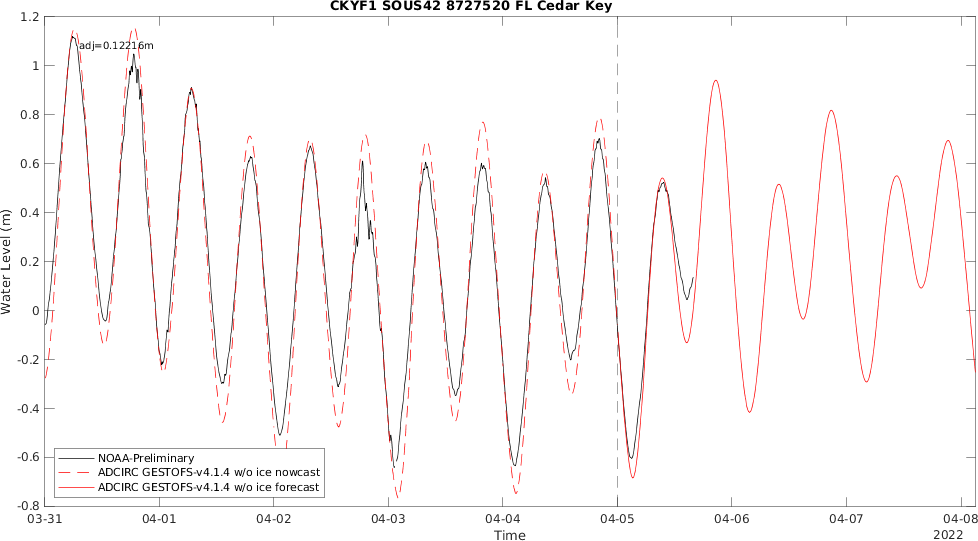 CKYF1 SOUS42 8727520 FL Cedar Key
adj=0.12216m
Water Level (m)
1.2
1
0.8
0.6
0.4
0.2
0
-0.2
-0.4
-0.6
-0.8
NOAA-Preliminary
ADCIRC GESTOFS-v4.1.4 w/o ice nowcast
ADCIRC GESTOFS-v4.1.4 w/o ice forecast
03-31 04-01 04-02 04-03 04-04 04-05 04-06 04-07 04-08
Time
2022